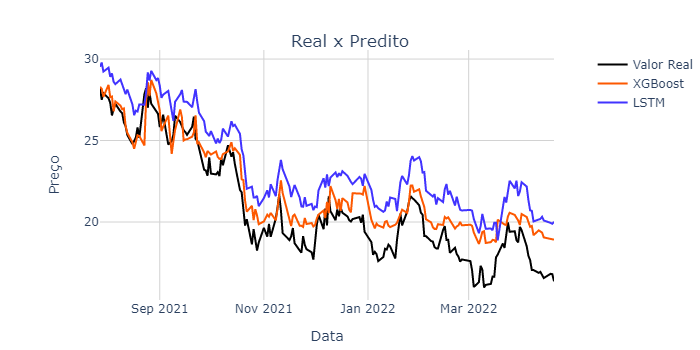 Real x Predito
30
25
20
Preço
Sep 2021
Nov 2021
Jan 2022
Mar 2022
Data
Valor Real
XGBoost
LSTM